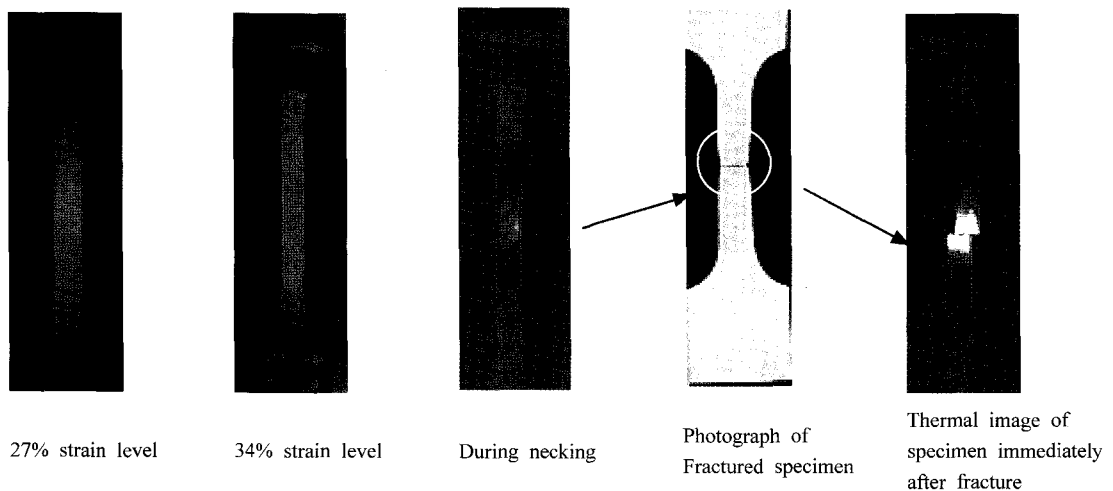 27% strain level
34% strain level
During necking
Photograph of
Fractured specimen
Thermal image of
specimen immediately
after fracture